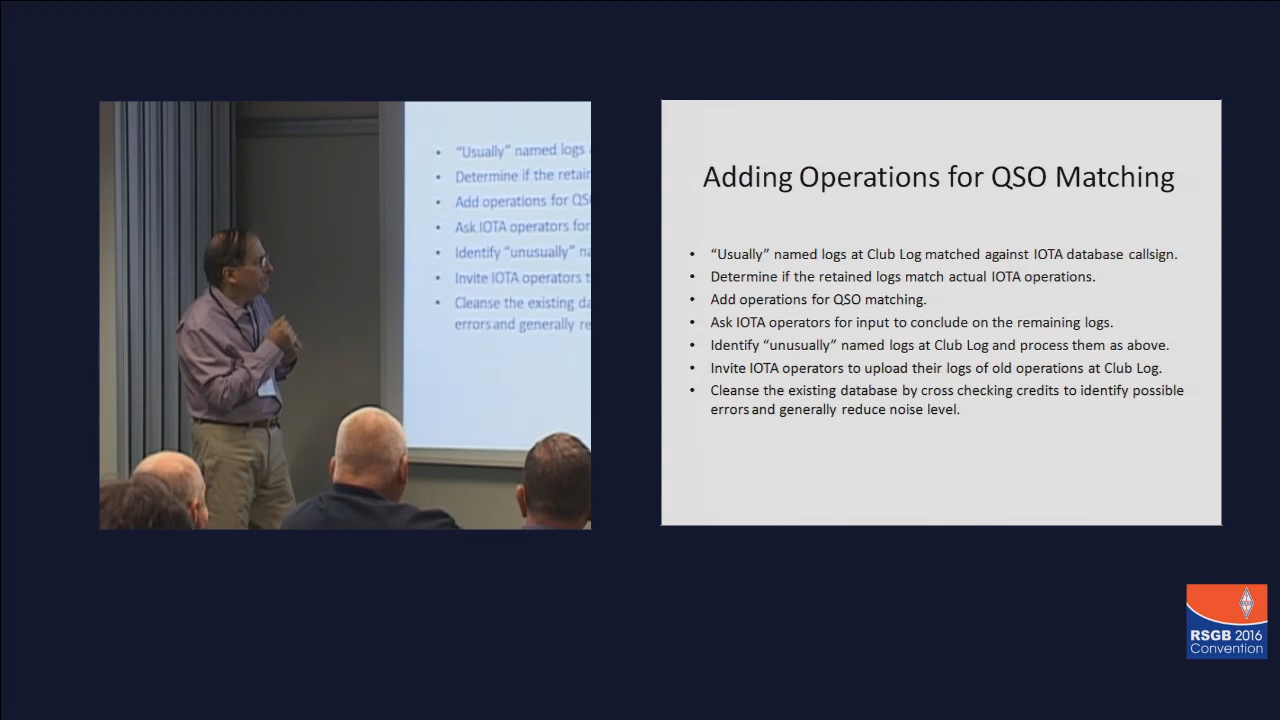 • “Usually” named logs
• Determine if the retain
• Add operations for QS
• Ask IOTA operators for
• Identify “unusually” na
• Invite IOTA operators t
• Cleanse the existing da
errors and generally re
Adding Operations for QSO Matching
• “Usually” named logs at Club Log matched against IOTA database callsign.
• Determine if the retained logs match actual IOTA operations.
• Add operations for QSO matching.
• Ask IOTA operators for input to conclude on the remaining logs.
• Identify “unusually” named logs at Club Log and process them as above.
• Invite IOTA operators to upload their logs of old operations at Club Log.
• Cleanse the existing database by cross checking credits to identify possible
errors and generally reduce noise level.
RSGB 2016
Convention